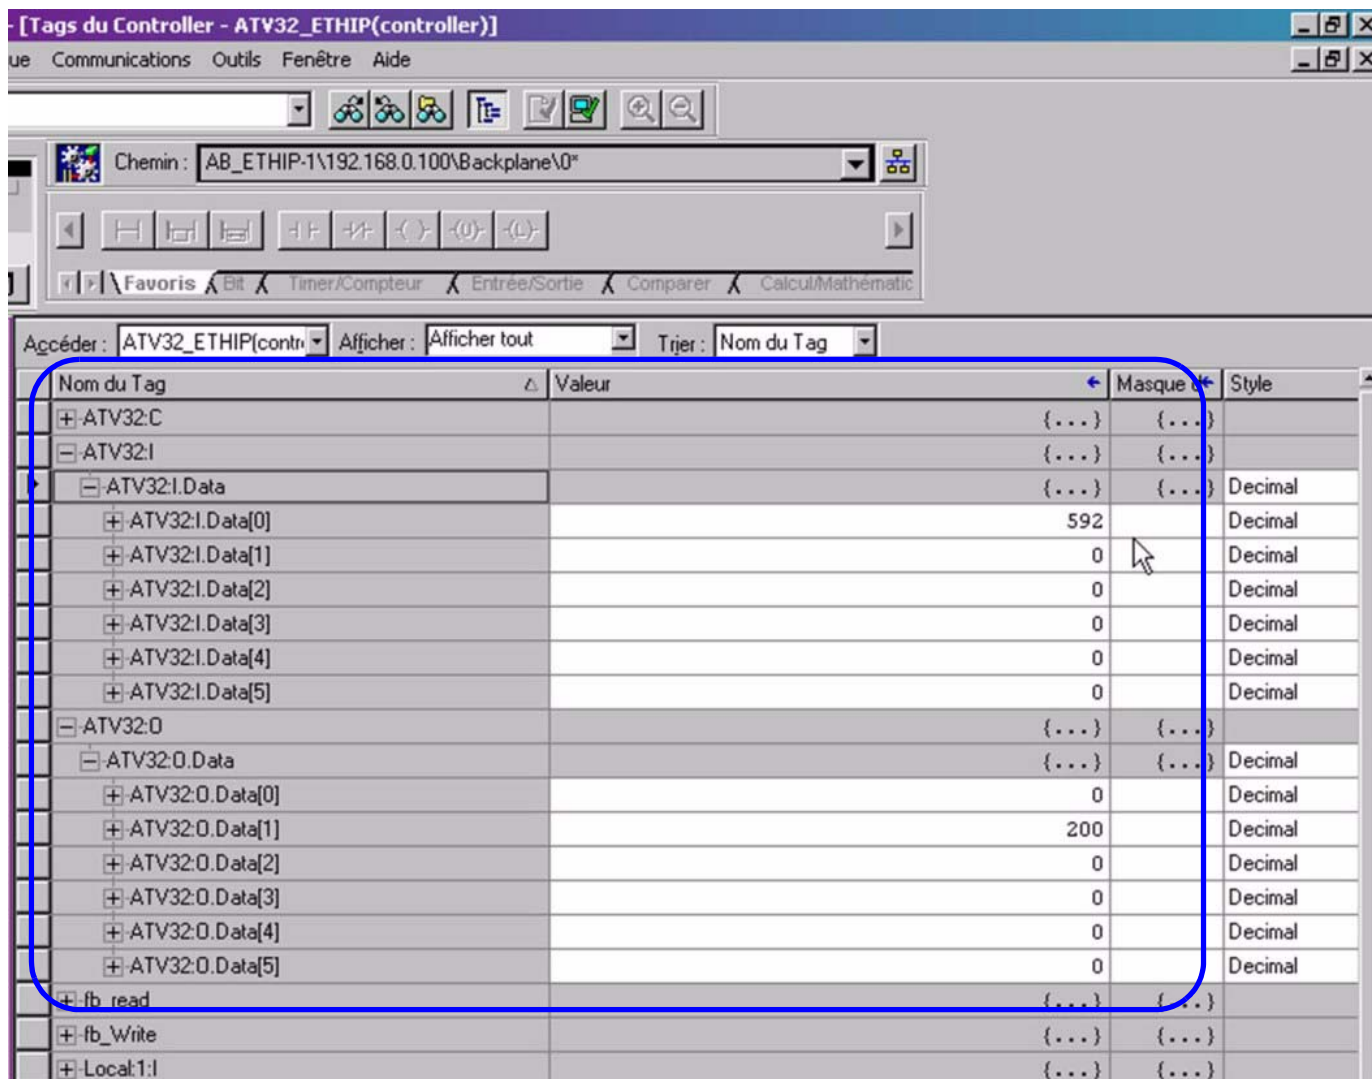 - [Tags du Controller - ATV32_ETHIP(controller)]
ue Communications Outils Fenêtre Aide
Chemin : AB_ETHIP-1\192.168.0.100\Backplane\0*
Favoris Bit Timer/Compteur Entrée/Sortie Comparer Calcul/Mathématic
Accéder : ATV32_ETHIP(contr Afficher : Afficher tout Trier : Nom du Tag
Nom du Tag Valeur Masque d Style
ATV32:C {...} {...}
ATV32:I {...} {...}
ATV32:I.Data {...} {...} Decimal
ATV32:I.Data[0] 592 Decimal
ATV32:I.Data[1] 0 Decimal
ATV32:I.Data[2] 0 Decimal
ATV32:I.Data[3] 0 Decimal
ATV32:I.Data[4] 0 Decimal
ATV32:I.Data[5] 0 Decimal
ATV32:O {...} {...}
ATV32:O.Data {...} {...} Decimal
ATV32:O.Data[0] 0 Decimal
ATV32:O.Data[1] 200 Decimal
ATV32:O.Data[2] 0 Decimal
ATV32:O.Data[3] 0 Decimal
ATV32:O.Data[4] 0 Decimal
ATV32:O.Data[5] 0 Decimal
fb_read {...} {...}
fb_Write {...} {...}
Local:1:I {...} {...}